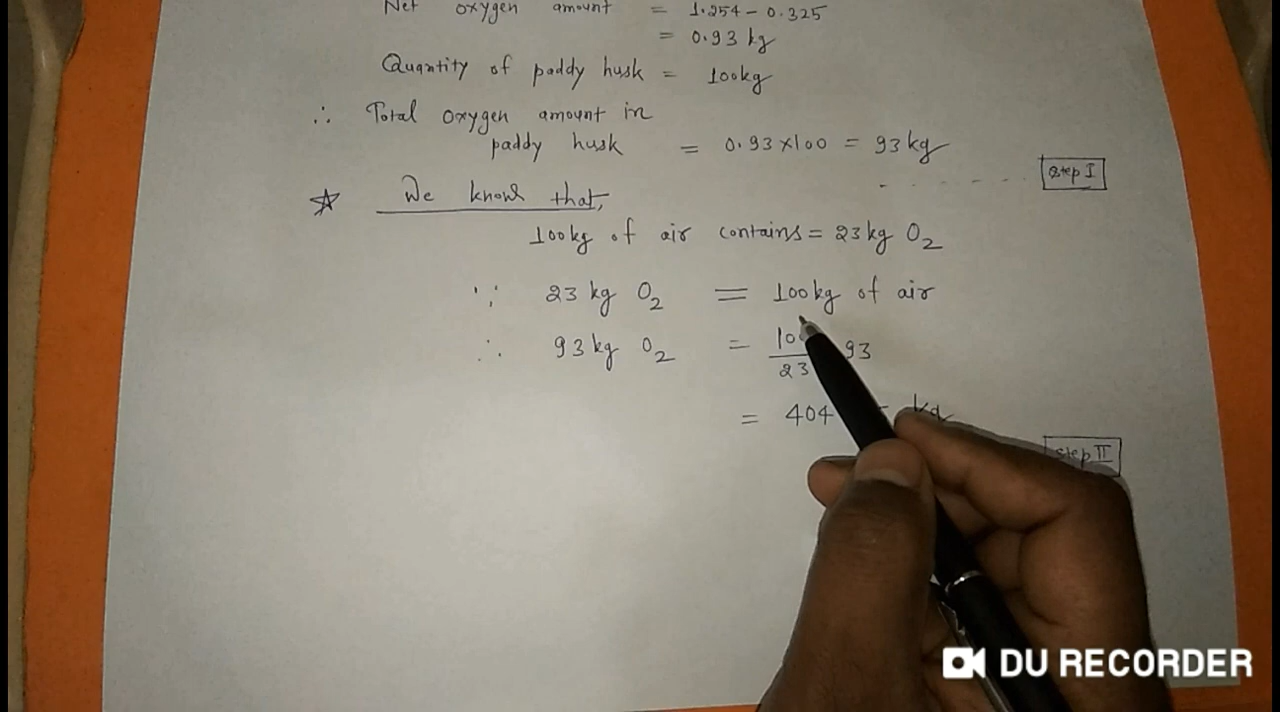 Net oxygen amount = 1.254 - 0.325
= 0.93 kg
Quantity of paddy husk = 100kg
∴ Total oxygen amount in
paddy husk = 0.93 x 100 = 93 kg
Step I
☆ We know that,
100kg of air contains = 23 kg O₂
∵ 23 kg O₂ = 100kg of air
∴ 93 kg O₂ = 10 / 23 93
= 404 kg
Step II
DU RECORDER